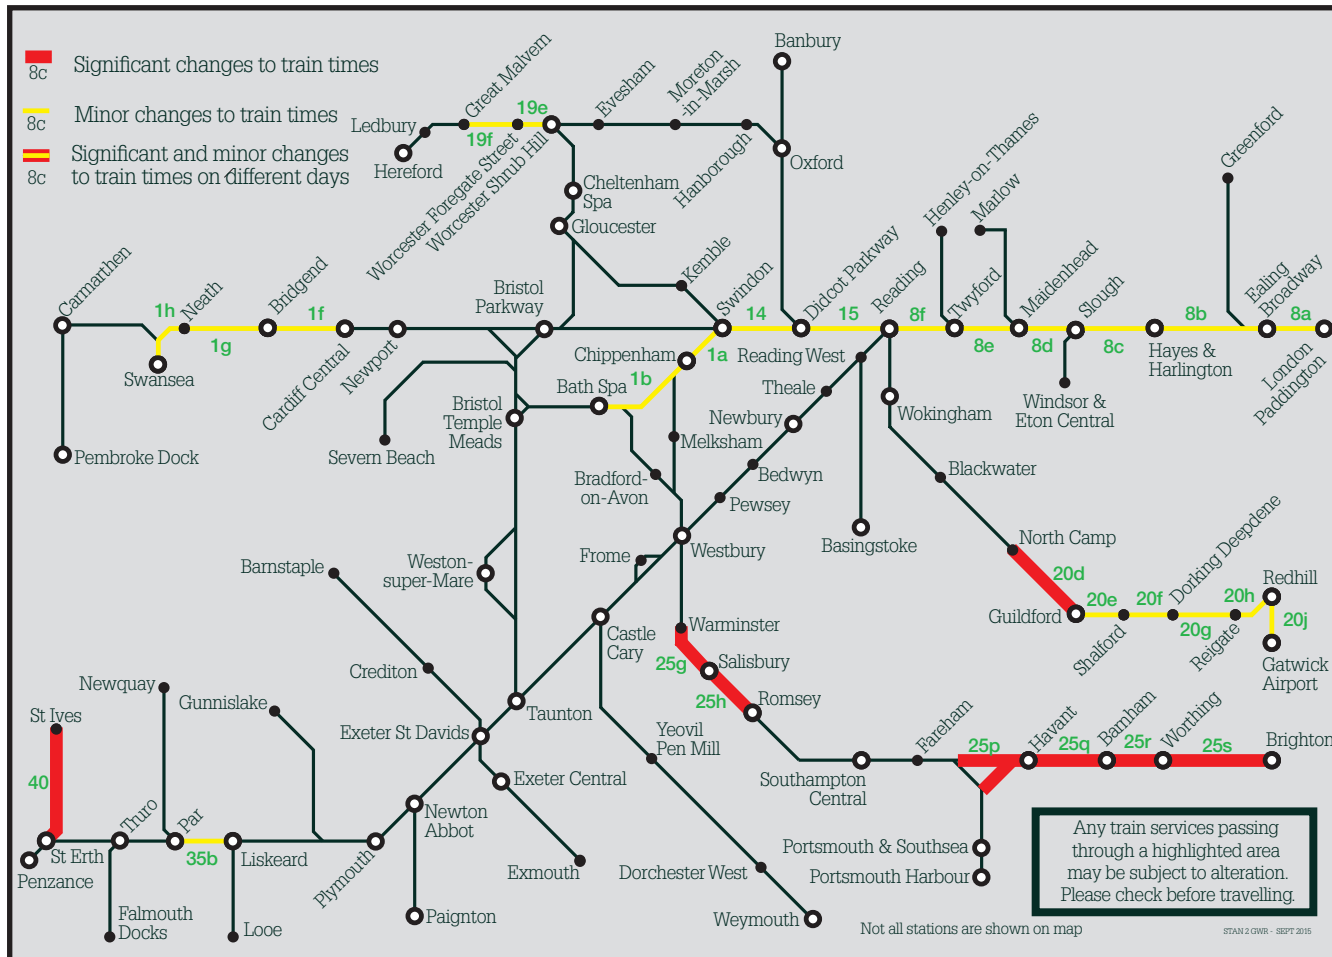 8c
Significant changes to train times
8c
Minor changes to train times
8c
Significant and minor changes
to train times on different days
Banbury
Moreton
-in-Marsh
Evesham
Great Malvern
19e
19f
Ledbury
Hereford
Worcester Foregate Street
Worcester Shrub Hill
Hanborough
Oxford
Cheltenham
Spa
Gloucester
Kemble
Henley-on-Thames
Marlow
Greenford
Carmarthen
1h
Neath
Bridgend
1f
1g
Swansea
Cardiff Central
Newport
Bristol
Parkway
Swindon
14
Didcot Parkway
15
Reading
8f
Twyford
8e
Maidenhead
8d
Slough
8c
8b
Hayes &
Harlington
Ealing
Broadway
8a
London
Paddington
Windsor &
Eton Central
Chippenham
1a
1b
Bath Spa
Reading West
Theale
Newbury
Bedwyn
Pewsey
Bristol
Temple
Meads
Severn Beach
Pembroke Dock
Melksham
Bradford-
on-Avon
Westbury
Basingstoke
Wokingham
Blackwater
North Camp
20d
Guildford
20e
Shalford
20f
Dorking Deepdene
20g
Reigate
20h
Redhill
20j
Gatwick
Airport
Weston-
super-Mare
Frome
Barnstaple
Castle
Cary
Warminster
25g
Salisbury
25h
Romsey
Crediton
Newquay
Gunnislake
St Ives
Exeter St Davids
Taunton
Yeovil
Pen Mill
Exeter Central
Southampton
Central
Fareham
25p
Havant
25q
Barnham
25r
Worthing
25s
Brighton
40
Truro
Par
35b
St Erth
Penzance
Liskeard
Plymouth
Newton
Abbot
Exmouth
Dorchester West
Portsmouth & Southsea
Portsmouth Harbour
Falmouth
Docks
Looe
Paignton
Weymouth
Any train services passing
through a highlighted area
may be subject to alteration.
Please check before travelling.
Not all stations are shown on map
STAN 2 GWR - SEPT 2015